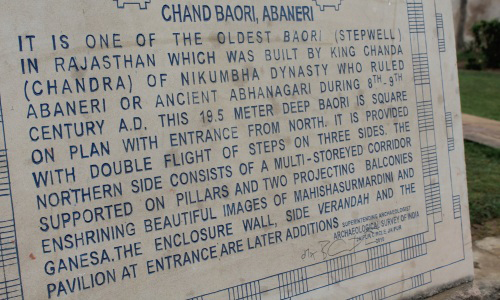 CHAND BAORI, ABANERI
IT IS ONE OF THE OLDEST BAORI (STEPWELL)
IN RAJASTHAN WHICH WAS BUILT BY KING CHANDA
(CHANDRA) OF NIKUMBHA DYNASTY WHO RULED
ABANERI OR ANCIENT ABHANAGARI DURING 8TH-9TH
CENTURY A.D. THIS 19.5 METER DEEP BAORI IS SQUARE
ON PLAN WITH ENTRANCE FROM NORTH. IT IS PROVIDED
WITH DOUBLE FLIGHT OF STEPS ON THREE SIDES. THE
NORTHERN SIDE CONSISTS OF A MULTI-STOREYED CORRIDOR
SUPPORTED ON PILLARS AND TWO PROJECTING BALCONIES
ENSHRINING BEAUTIFUL IMAGES OF MAHISHASURMARDINI AND
GANESA.THE ENCLOSURE WALL, SIDE VERANDAH AND THE
PAVILION AT ENTRANCE ARE LATER ADDITIONS
SUPERINTENDING ARCHAEOLOGIST
ARCHAEOLOGICAL SURVEY OF INDIA
JAIPUR